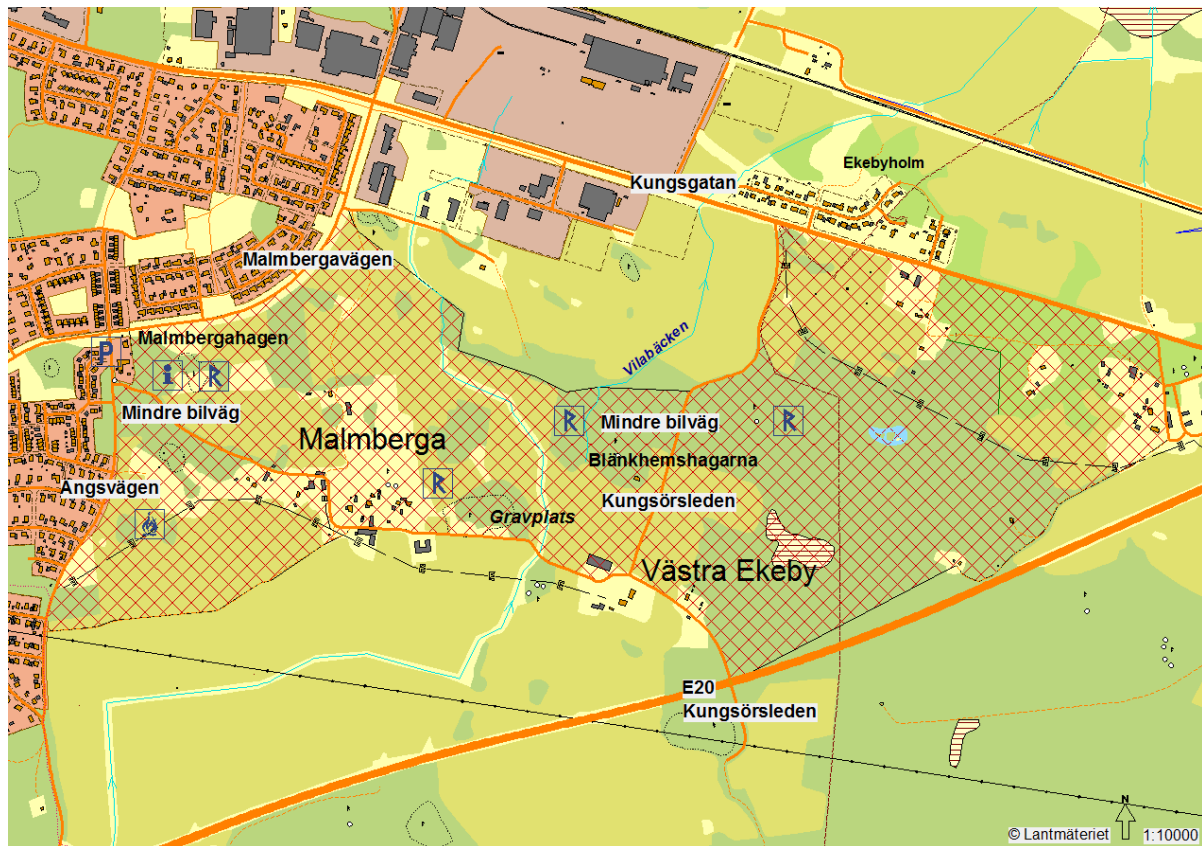 Ekebyholm
Kungsgatan
Malmbergavägen
Malmbergahagen
P
i
R
Vilabäcken
Mindre bilväg
R
Mindre bilväg
R
Malmberga
Blänkhemshagarna
Angsvägen
R
Kungsörsleden
Gravplats
Västra Ekeby
E20
Kungsörsleden
N
© Lantmäteriet
1:10000